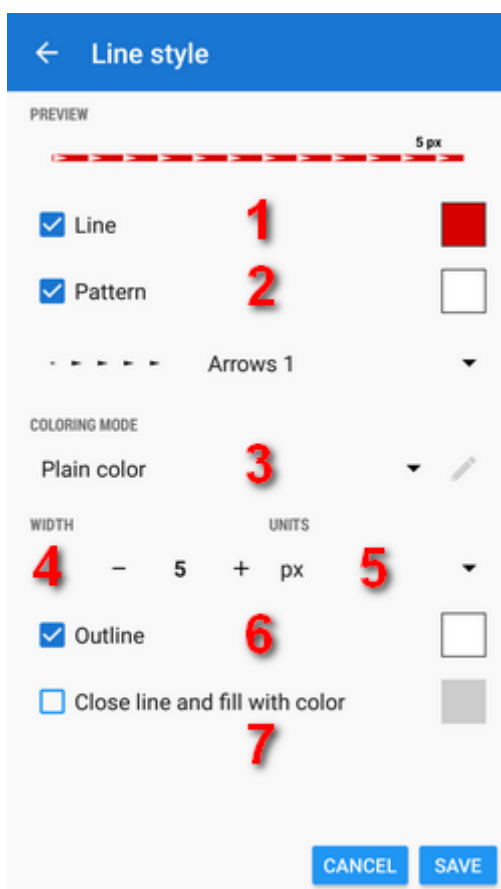 Line style
PREVIEW
5 px
Line 1
Pattern 2
Arrows 1
COLORING MODE
Plain color 3
WIDTH UNITS
4 − 5 + px 5
Outline 6
Close line and fill with color
7
CANCEL SAVE